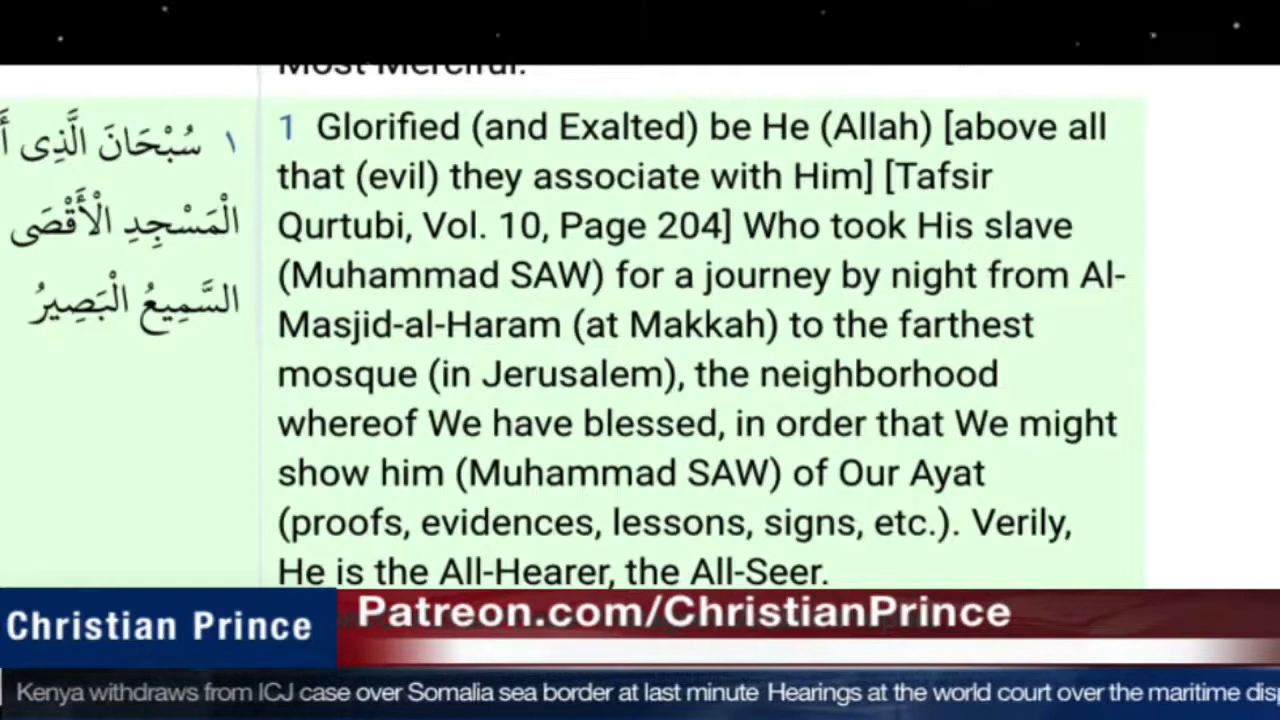 Most Merciful.
١ سُبْحَانَ الَّذِى
الْمَسْجِدِ الْأَقْصَى
السَّمِيعُ الْبَصِيرُ
1 Glorified (and Exalted) be He (Allah) [above all
that (evil) they associate with Him] [Tafsir
Qurtubi, Vol. 10, Page 204] Who took His slave
(Muhammad SAW) for a journey by night from Al-
Masjid-al-Haram (at Makkah) to the farthest
mosque (in Jerusalem), the neighborhood
whereof We have blessed, in order that We might
show him (Muhammad SAW) of Our Ayat
(proofs, evidences, lessons, signs, etc.). Verily,
He is the All-Hearer, the All-Seer.
Christian Prince
Patreon.com/ChristianPrince
Kenya withdraws from ICJ case over Somalia sea border at last minute Hearings at the world court over the maritime